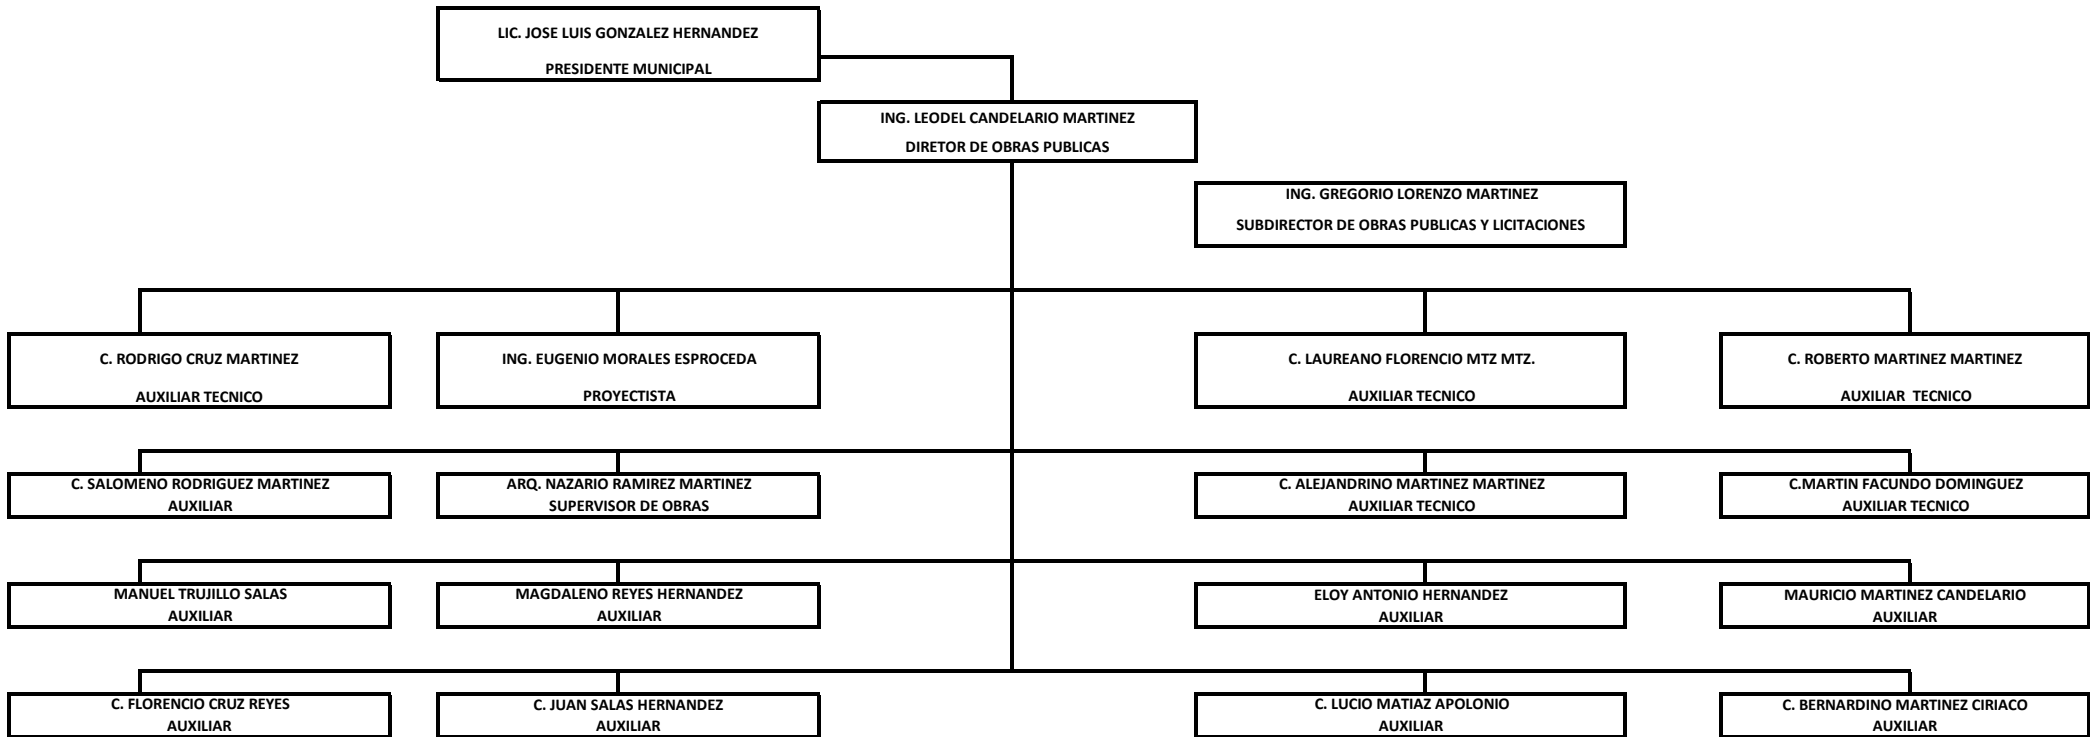 LIC. JOSE LUIS GONZALEZ HERNANDEZ
PRESIDENTE MUNICIPAL
ING. LEODEL CANDELARIO MARTINEZ
DIRETOR DE OBRAS PUBLICAS
ING. GREGORIO LORENZO MARTINEZ
SUBDIRECTOR DE OBRAS PUBLICAS Y LICITACIONES
C. RODRIGO CRUZ MARTINEZ
AUXILIAR TECNICO
ING. EUGENIO MORALES ESPROCEDA
PROYECTISTA
C. LAUREANO FLORENCIO MTZ MTZ.
AUXILIAR TECNICO
C. ROBERTO MARTINEZ MARTINEZ
AUXILIAR TECNICO
C. SALOMENO RODRIGUEZ MARTINEZ
AUXILIAR
ARQ. NAZARIO RAMIREZ MARTINEZ
SUPERVISOR DE OBRAS
C. ALEJANDRINO MARTINEZ MARTINEZ
AUXILIAR TECNICO
C.MARTIN FACUNDO DOMINGUEZ
AUXILIAR TECNICO
MANUEL TRUJILLO SALAS
AUXILIAR
MAGDALENO REYES HERNANDEZ
AUXILIAR
ELOY ANTONIO HERNANDEZ
AUXILIAR
MAURICIO MARTINEZ CANDELARIO
AUXILIAR
C. FLORENCIO CRUZ REYES
AUXILIAR
C. JUAN SALAS HERNANDEZ
AUXILIAR
C. LUCIO MATIAZ APOLONIO
AUXILIAR
C. BERNARDINO MARTINEZ CIRIACO
AUXILIAR